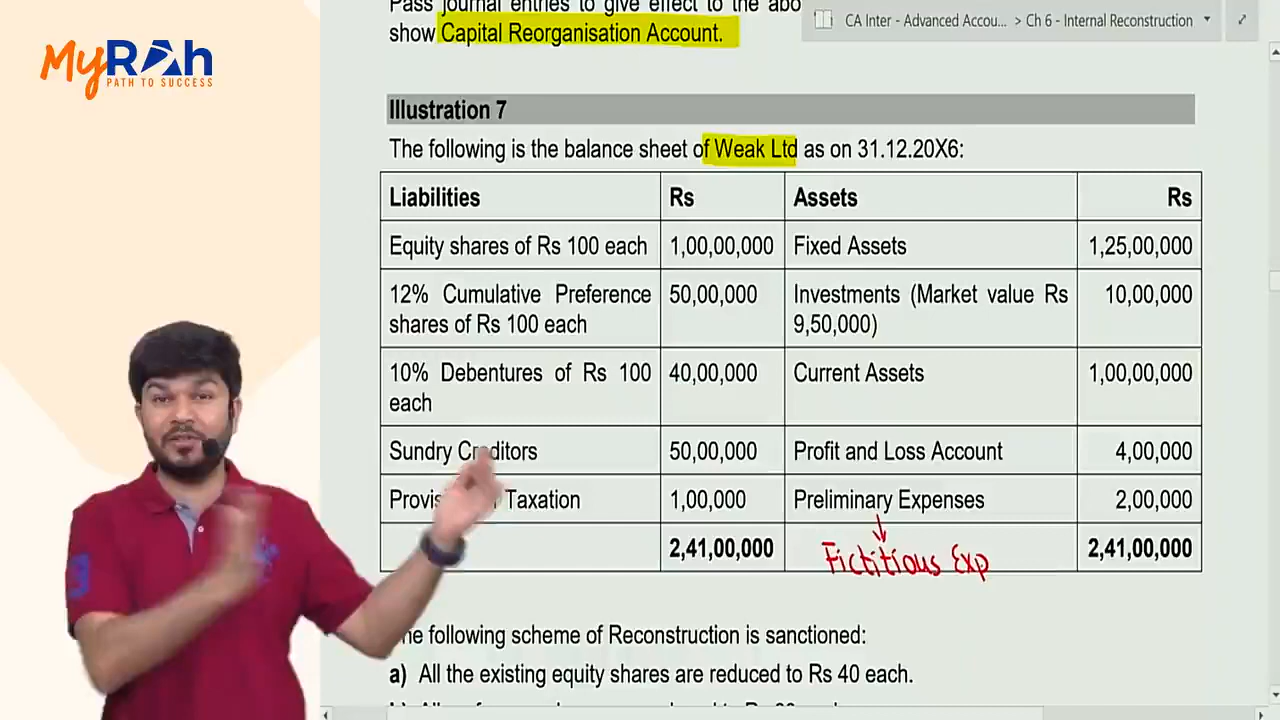 Pass journal entries to give effect to the abo
show Capital Reorganisation Account.
CA Inter - Advanced Accou... > Ch 6 - Internal Reconstruction
MyRAh
PATH TO SUCCESS
Illustration 7
The following is the balance sheet of Weak Ltd as on 31.12.20X6:
Liabilities Rs Assets Rs
Equity shares of Rs 100 each 1,00,00,000 Fixed Assets 1,25,00,000
12% Cumulative Preference 50,00,000 Investments (Market value Rs 10,00,000
shares of Rs 100 each 9,50,000)
10% Debentures of Rs 100 40,00,000 Current Assets 1,00,00,000
each
Sundry Creditors 50,00,000 Profit and Loss Account 4,00,000
Taxation 1,00,000 Preliminary Expenses 2,00,000
2,41,00,000 2,41,00,000
Fictitious Exp
The following scheme of Reconstruction is sanctioned:
a) All the existing equity shares are reduced to Rs 40 each.